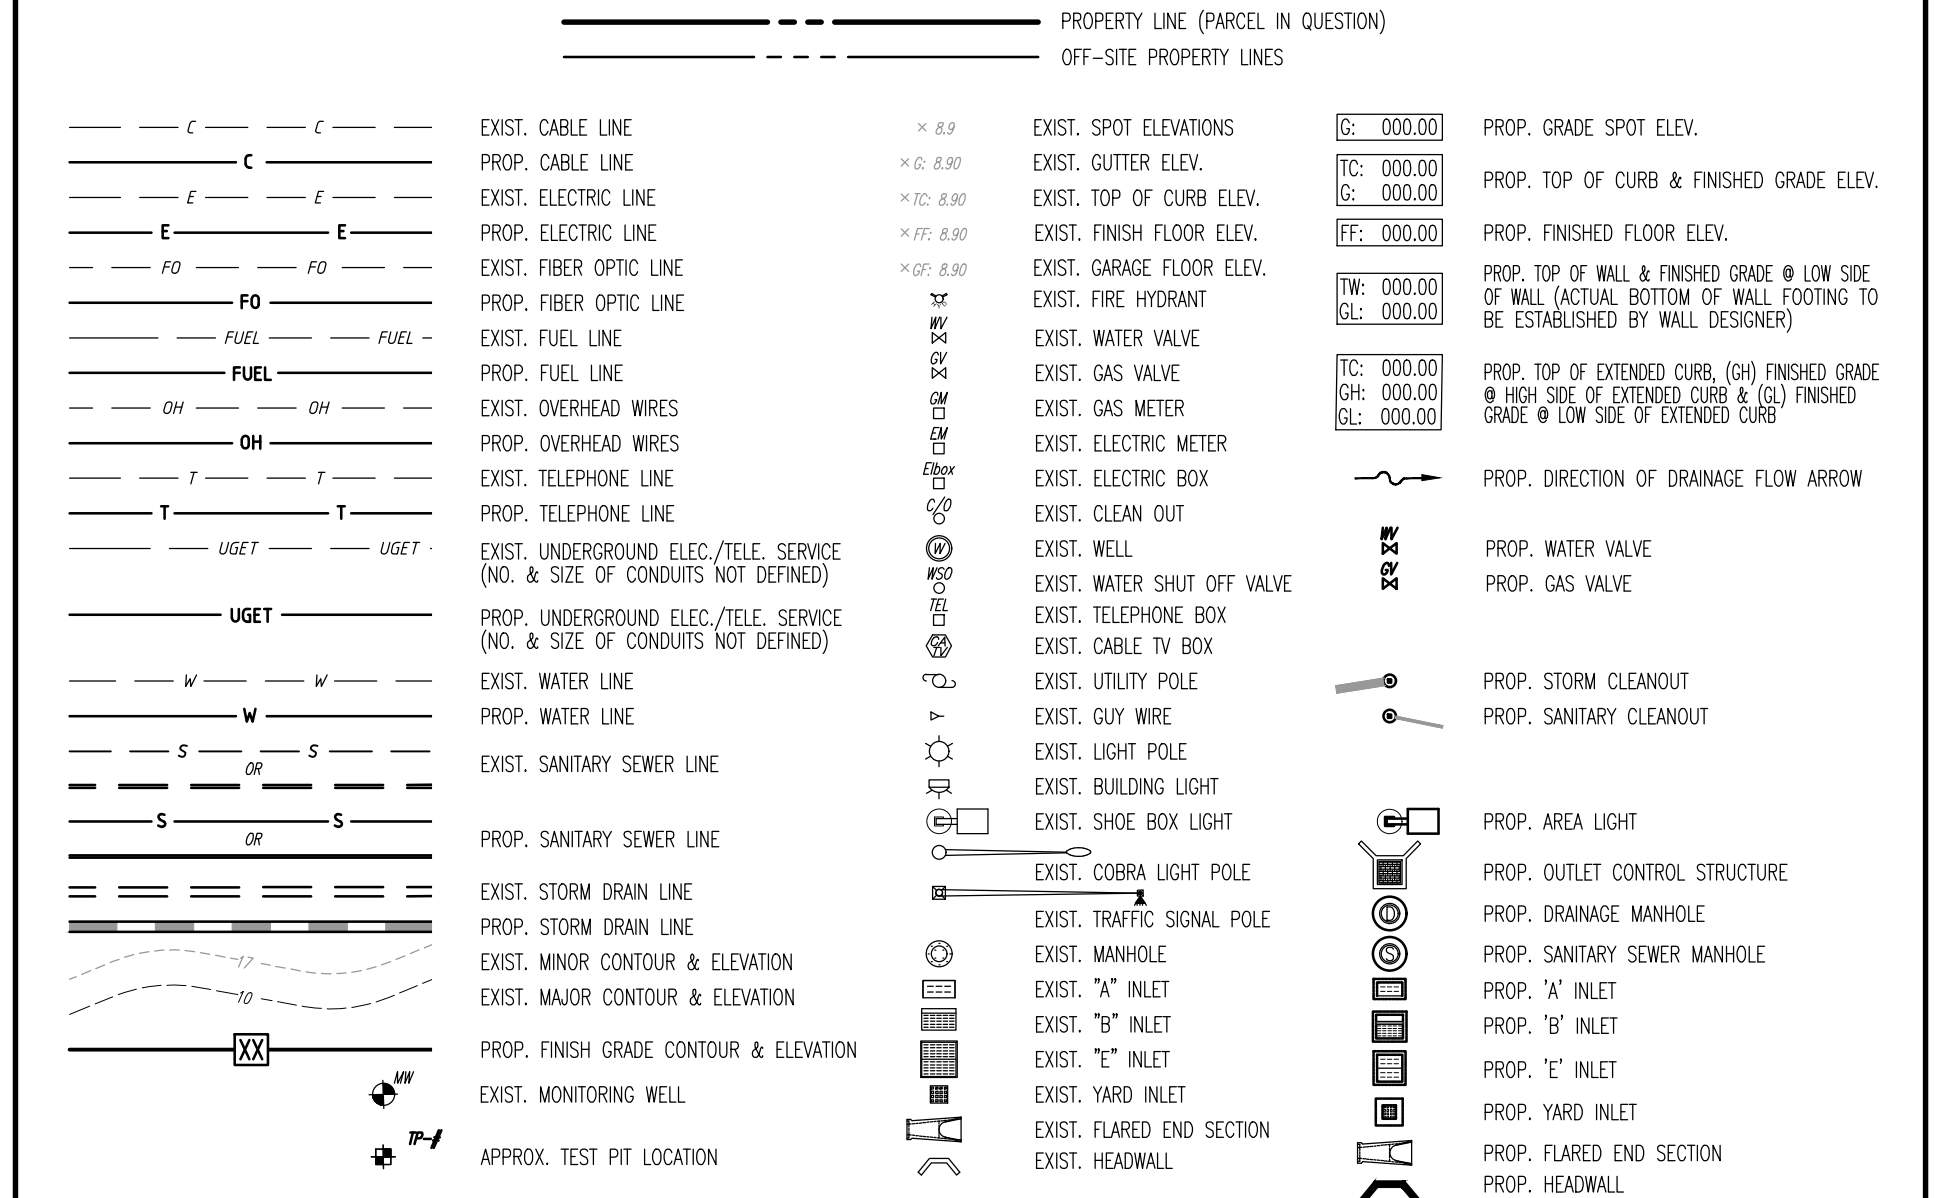 PROPERTY LINE (PARCEL IN QUESTION)
OFF-SITE PROPERTY LINES
C C EXIST. CABLE LINE
C PROP. CABLE LINE
E E EXIST. ELECTRIC LINE
E E PROP. ELECTRIC LINE
FO FO EXIST. FIBER OPTIC LINE
FO PROP. FIBER OPTIC LINE
FUEL FUEL EXIST. FUEL LINE
FUEL PROP. FUEL LINE
OH OH EXIST. OVERHEAD WIRES
OH PROP. OVERHEAD WIRES
T T EXIST. TELEPHONE LINE
T T PROP. TELEPHONE LINE
UGET UGET EXIST. UNDERGROUND ELEC./TELE. SERVICE
(NO. & SIZE OF CONDUITS NOT DEFINED)
UGET PROP. UNDERGROUND ELEC./TELE. SERVICE
(NO. & SIZE OF CONDUITS NOT DEFINED)
W W EXIST. WATER LINE
W PROP. WATER LINE
S S
OR
EXIST. SANITARY SEWER LINE
S S
OR
PROP. SANITARY SEWER LINE
EXIST. STORM DRAIN LINE
PROP. STORM DRAIN LINE
17 EXIST. MINOR CONTOUR & ELEVATION
10 EXIST. MAJOR CONTOUR & ELEVATION
XX PROP. FINISH GRADE CONTOUR & ELEVATION
MW
EXIST. MONITORING WELL
TP-#
APPROX. TEST PIT LOCATION
× 8.9 EXIST. SPOT ELEVATIONS
× G: 8.90 EXIST. GUTTER ELEV.
× TC: 8.90 EXIST. TOP OF CURB ELEV.
× FF: 8.90 EXIST. FINISH FLOOR ELEV.
× GF: 8.90 EXIST. GARAGE FLOOR ELEV.
EXIST. FIRE HYDRANT
WV
EXIST. WATER VALVE
GV
EXIST. GAS VALVE
GM
EXIST. GAS METER
EM
EXIST. ELECTRIC METER
Elbox
EXIST. ELECTRIC BOX
C/O
EXIST. CLEAN OUT
W EXIST. WELL
WSO
EXIST. WATER SHUT OFF VALVE
TEL
EXIST. TELEPHONE BOX
CA
TV
EXIST. CABLE TV BOX
EXIST. UTILITY POLE
EXIST. GUY WIRE
EXIST. LIGHT POLE
EXIST. BUILDING LIGHT
EXIST. SHOE BOX LIGHT
EXIST. COBRA LIGHT POLE
EXIST. TRAFFIC SIGNAL POLE
EXIST. MANHOLE
EXIST. "A" INLET
EXIST. "B" INLET
EXIST. "E" INLET
EXIST. YARD INLET
EXIST. FLARED END SECTION
EXIST. HEADWALL
G: 000.00 PROP. GRADE SPOT ELEV.
TC: 000.00
G: 000.00
PROP. TOP OF CURB & FINISHED GRADE ELEV.
FF: 000.00 PROP. FINISHED FLOOR ELEV.
TW: 000.00
GL: 000.00
PROP. TOP OF WALL & FINISHED GRADE @ LOW SIDE
OF WALL (ACTUAL BOTTOM OF WALL FOOTING TO
BE ESTABLISHED BY WALL DESIGNER)
TC: 000.00
GH: 000.00
GL: 000.00
PROP. TOP OF EXTENDED CURB, (GH) FINISHED GRADE
@ HIGH SIDE OF EXTENDED CURB & (GL) FINISHED
GRADE @ LOW SIDE OF EXTENDED CURB
PROP. DIRECTION OF DRAINAGE FLOW ARROW
WV
PROP. WATER VALVE
GV
PROP. GAS VALVE
PROP. STORM CLEANOUT
PROP. SANITARY CLEANOUT
PROP. AREA LIGHT
PROP. OUTLET CONTROL STRUCTURE
D PROP. DRAINAGE MANHOLE
S PROP. SANITARY SEWER MANHOLE
PROP. 'A' INLET
PROP. 'B' INLET
PROP. 'E' INLET
PROP. YARD INLET
PROP. FLARED END SECTION
PROP. HEADWALL